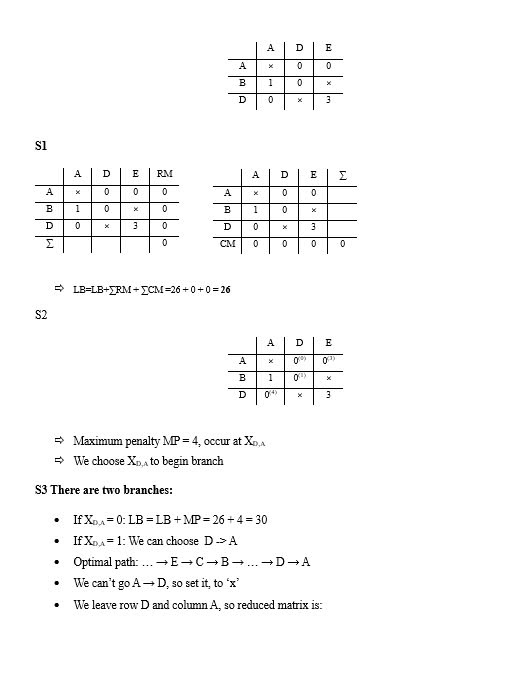 A D E
A × 0 0
B 1 0 ×
D 0 × 3
S1
A D E RM
A × 0 0 0
B 1 0 × 0
D 0 × 3 0
∑ 0
A D E ∑
A × 0 0
B 1 0 ×
D 0 × 3
CM 0 0 0 0
⇨ LB=LB+∑RM + ∑CM =26 + 0 + 0 = 26
S2
A D E
A × 0⁽⁰⁾ 0⁽³⁾
B 1 0⁽¹⁾ ×
D 0⁽⁴⁾ × 3
⇨ Maximum penalty MP = 4, occur at X_D,A
⇨ We choose X_D,A to begin branch
S3 There are two branches:
• If X_D,A = 0: LB = LB + MP = 26 + 4 = 30
• If X_D,A = 1: We can choose D -> A
• Optimal path: … → E → C → B → … → D → A
• We can’t go A → D, so set it, to ‘x’
• We leave row D and column A, so reduced matrix is: